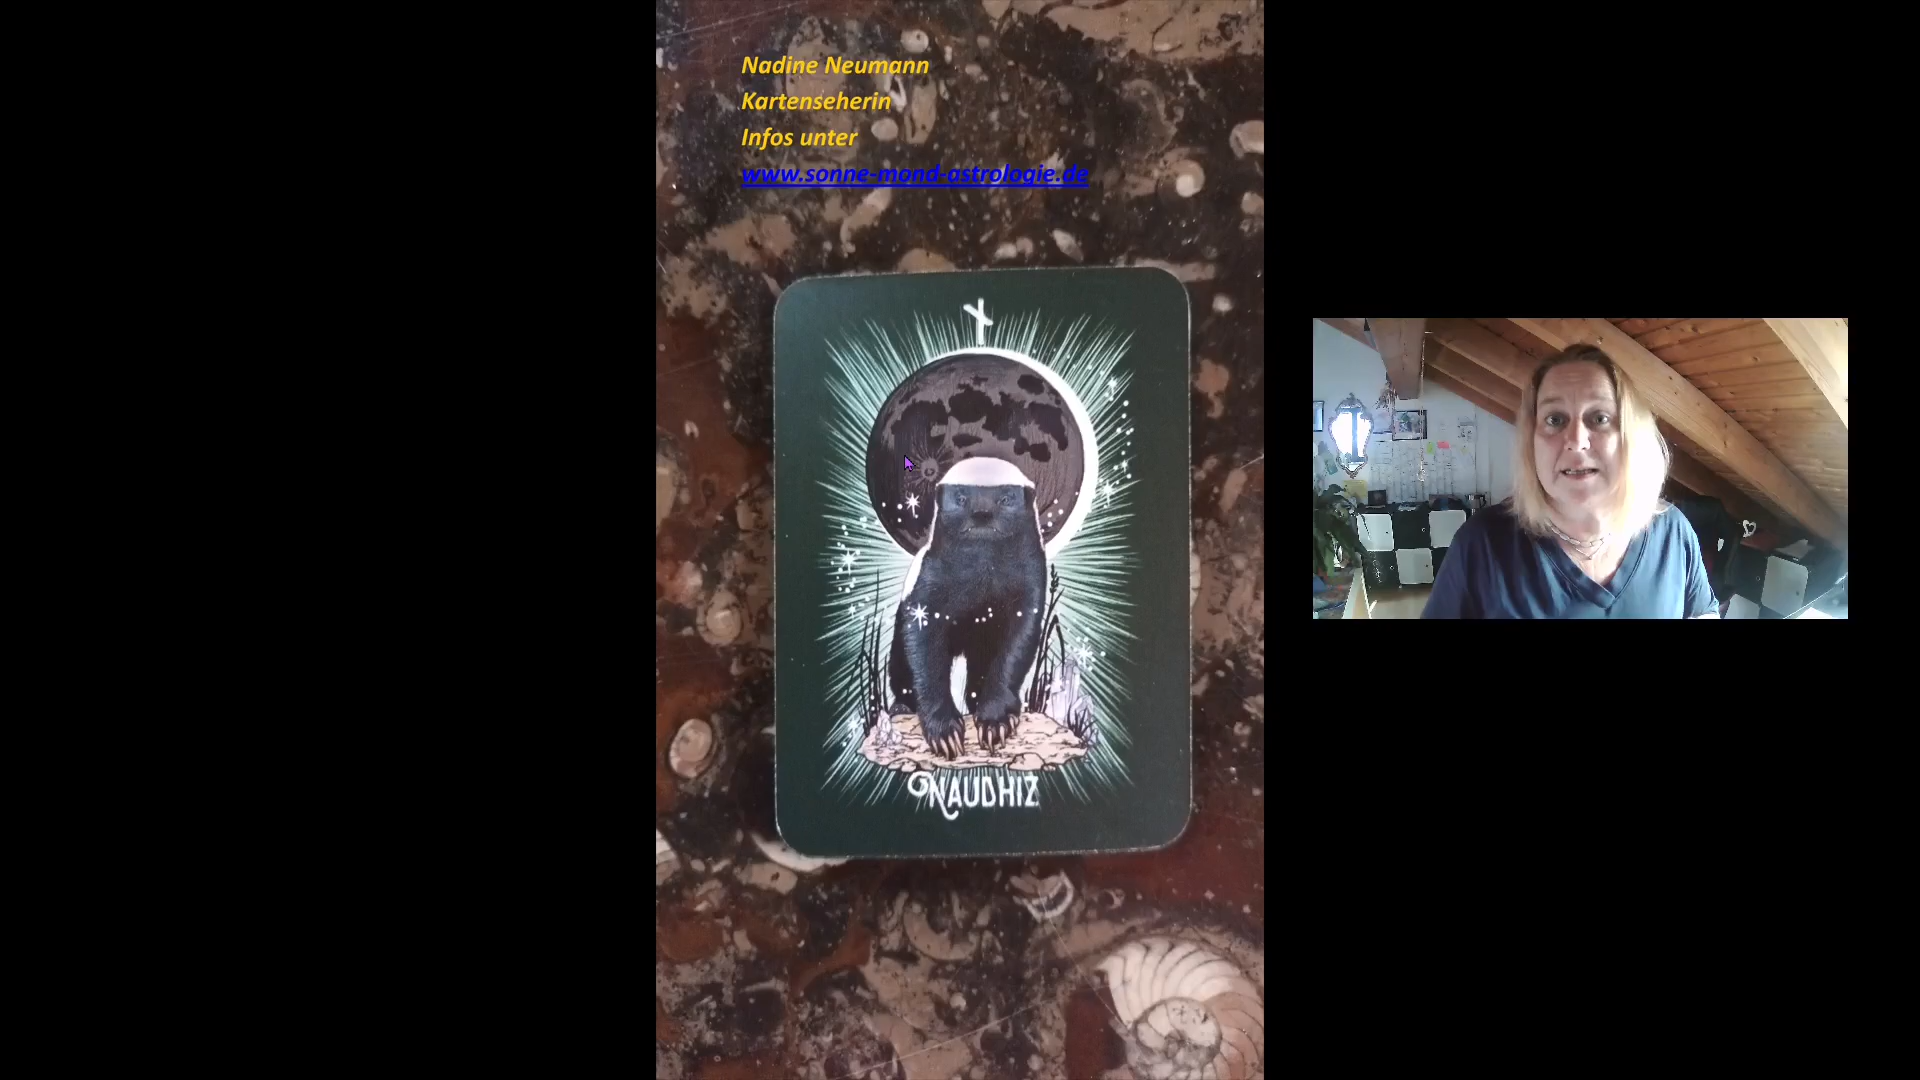 Nadine Neumann
Kartenseherin
Infos unter
www.sonne-mond-astrologie.de
NAUDHIZ